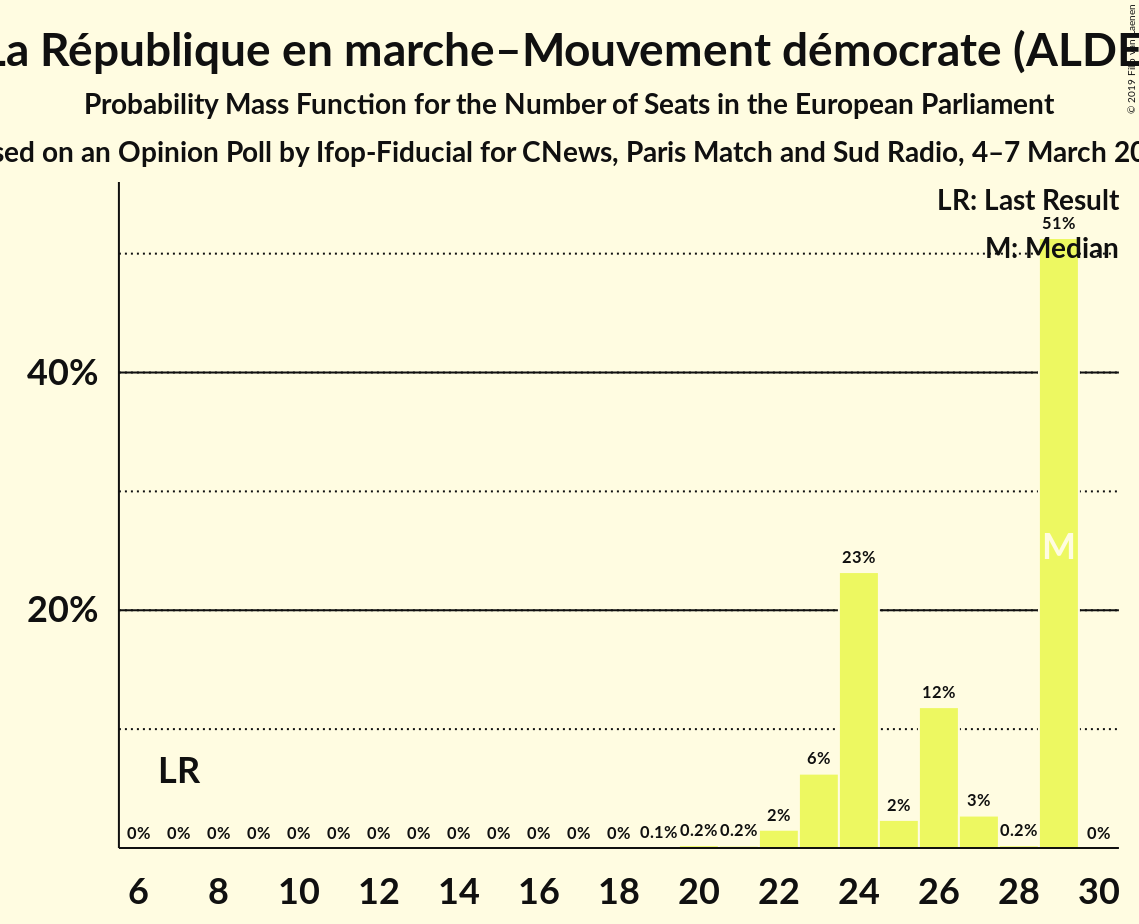 La République en marche–Mouvement démocrate (ALDE
Probability Mass Function for the Number of Seats in the European Parliament
sed on an Opinion Poll by Ifop-Fiducial for CNews, Paris Match and Sud Radio, 4–7 March 20
© 2019
LR: Last Result
51%
M: Median
40%
23%
M
20%
12%
LR
6%
3%
2%
2%
0% 0% 0% 0% 0% 0% 0% 0% 0% 0% 0% 0% 0% 0.1% 0.2% 0.2% 0.2% 0%
6 8 10 12 14 16 18 20 22 24 26 28 30